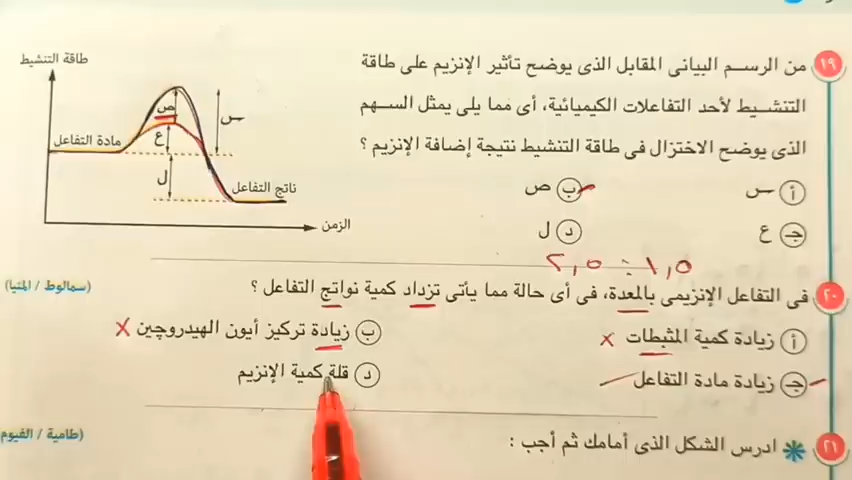 ١٩ من الرسم البيانى المقابل الذى يوضح تأثير الإنزيم على طاقة
التنشيط لأحد التفاعلات الكيميائية، أى مما يلى يمثل السهم
الذى يوضح الاختزال فى طاقة التنشيط نتيجة إضافة الإنزيم ؟
أ س
ب ص
جـ ع
د ل
طاقة التنشيط
مادة التفاعل
ص
س
ع
ل
ناتج التفاعل
الزمن
١,٥ : ٢,٥
٢٠ فى التفاعل الإنزيمى بالمعدة، فى أى حالة مما يأتى تزداد كمية نواتج التفاعل ؟ (سمالوط / المنيا)
أ زيادة كمية المثبطات
ب زيادة تركيز أيون الهيدروچين
جـ زيادة مادة التفاعل
د قلة كمية الإنزيم
٢١ ادرس الشكل الذى أمامك ثم أجب : (طامية / الفيوم